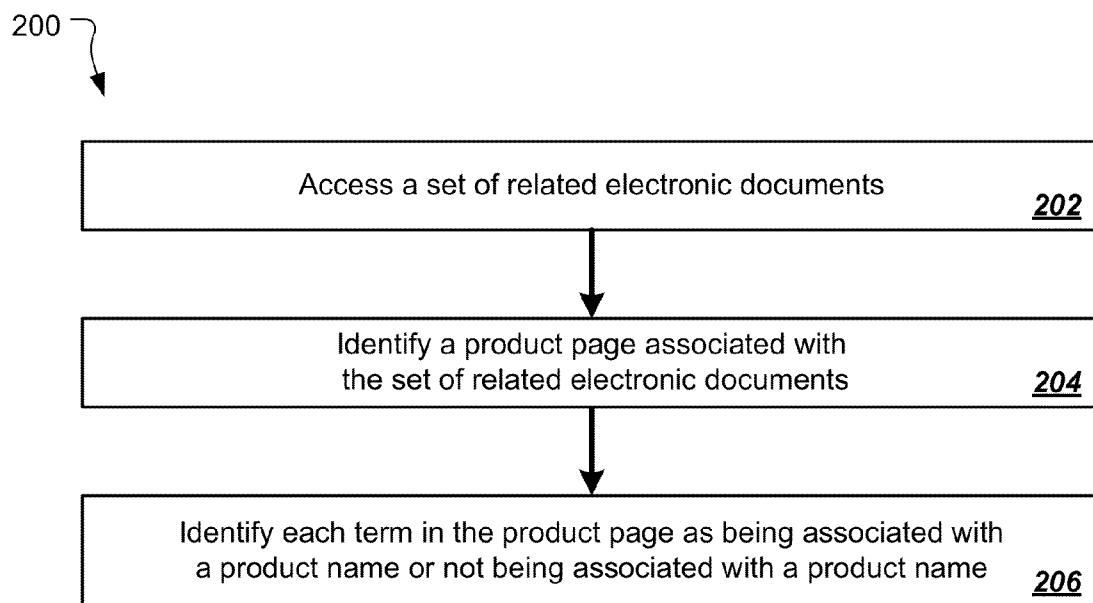 200
Access a set of related electronic documents
202
Identify a product page associated with
the set of related electronic documents
204
Identify each term in the product page as being associated with
a product name or not being associated with a product name
206